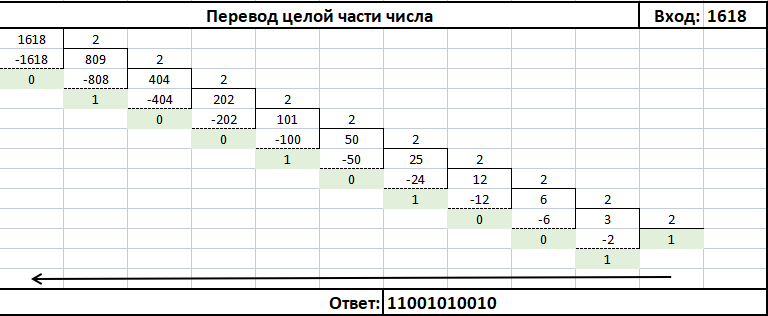 Перевод целой части числа Вход: 1618
1618 2
-1618 809 2
0 -808 404 2
1 -404 202 2
0 -202 101 2
0 -100 50 2
1 -50 25 2
0 -24 12 2
1 -12 6 2
0 -6 3 2
0 -2 1
1
Ответ: 11001010010